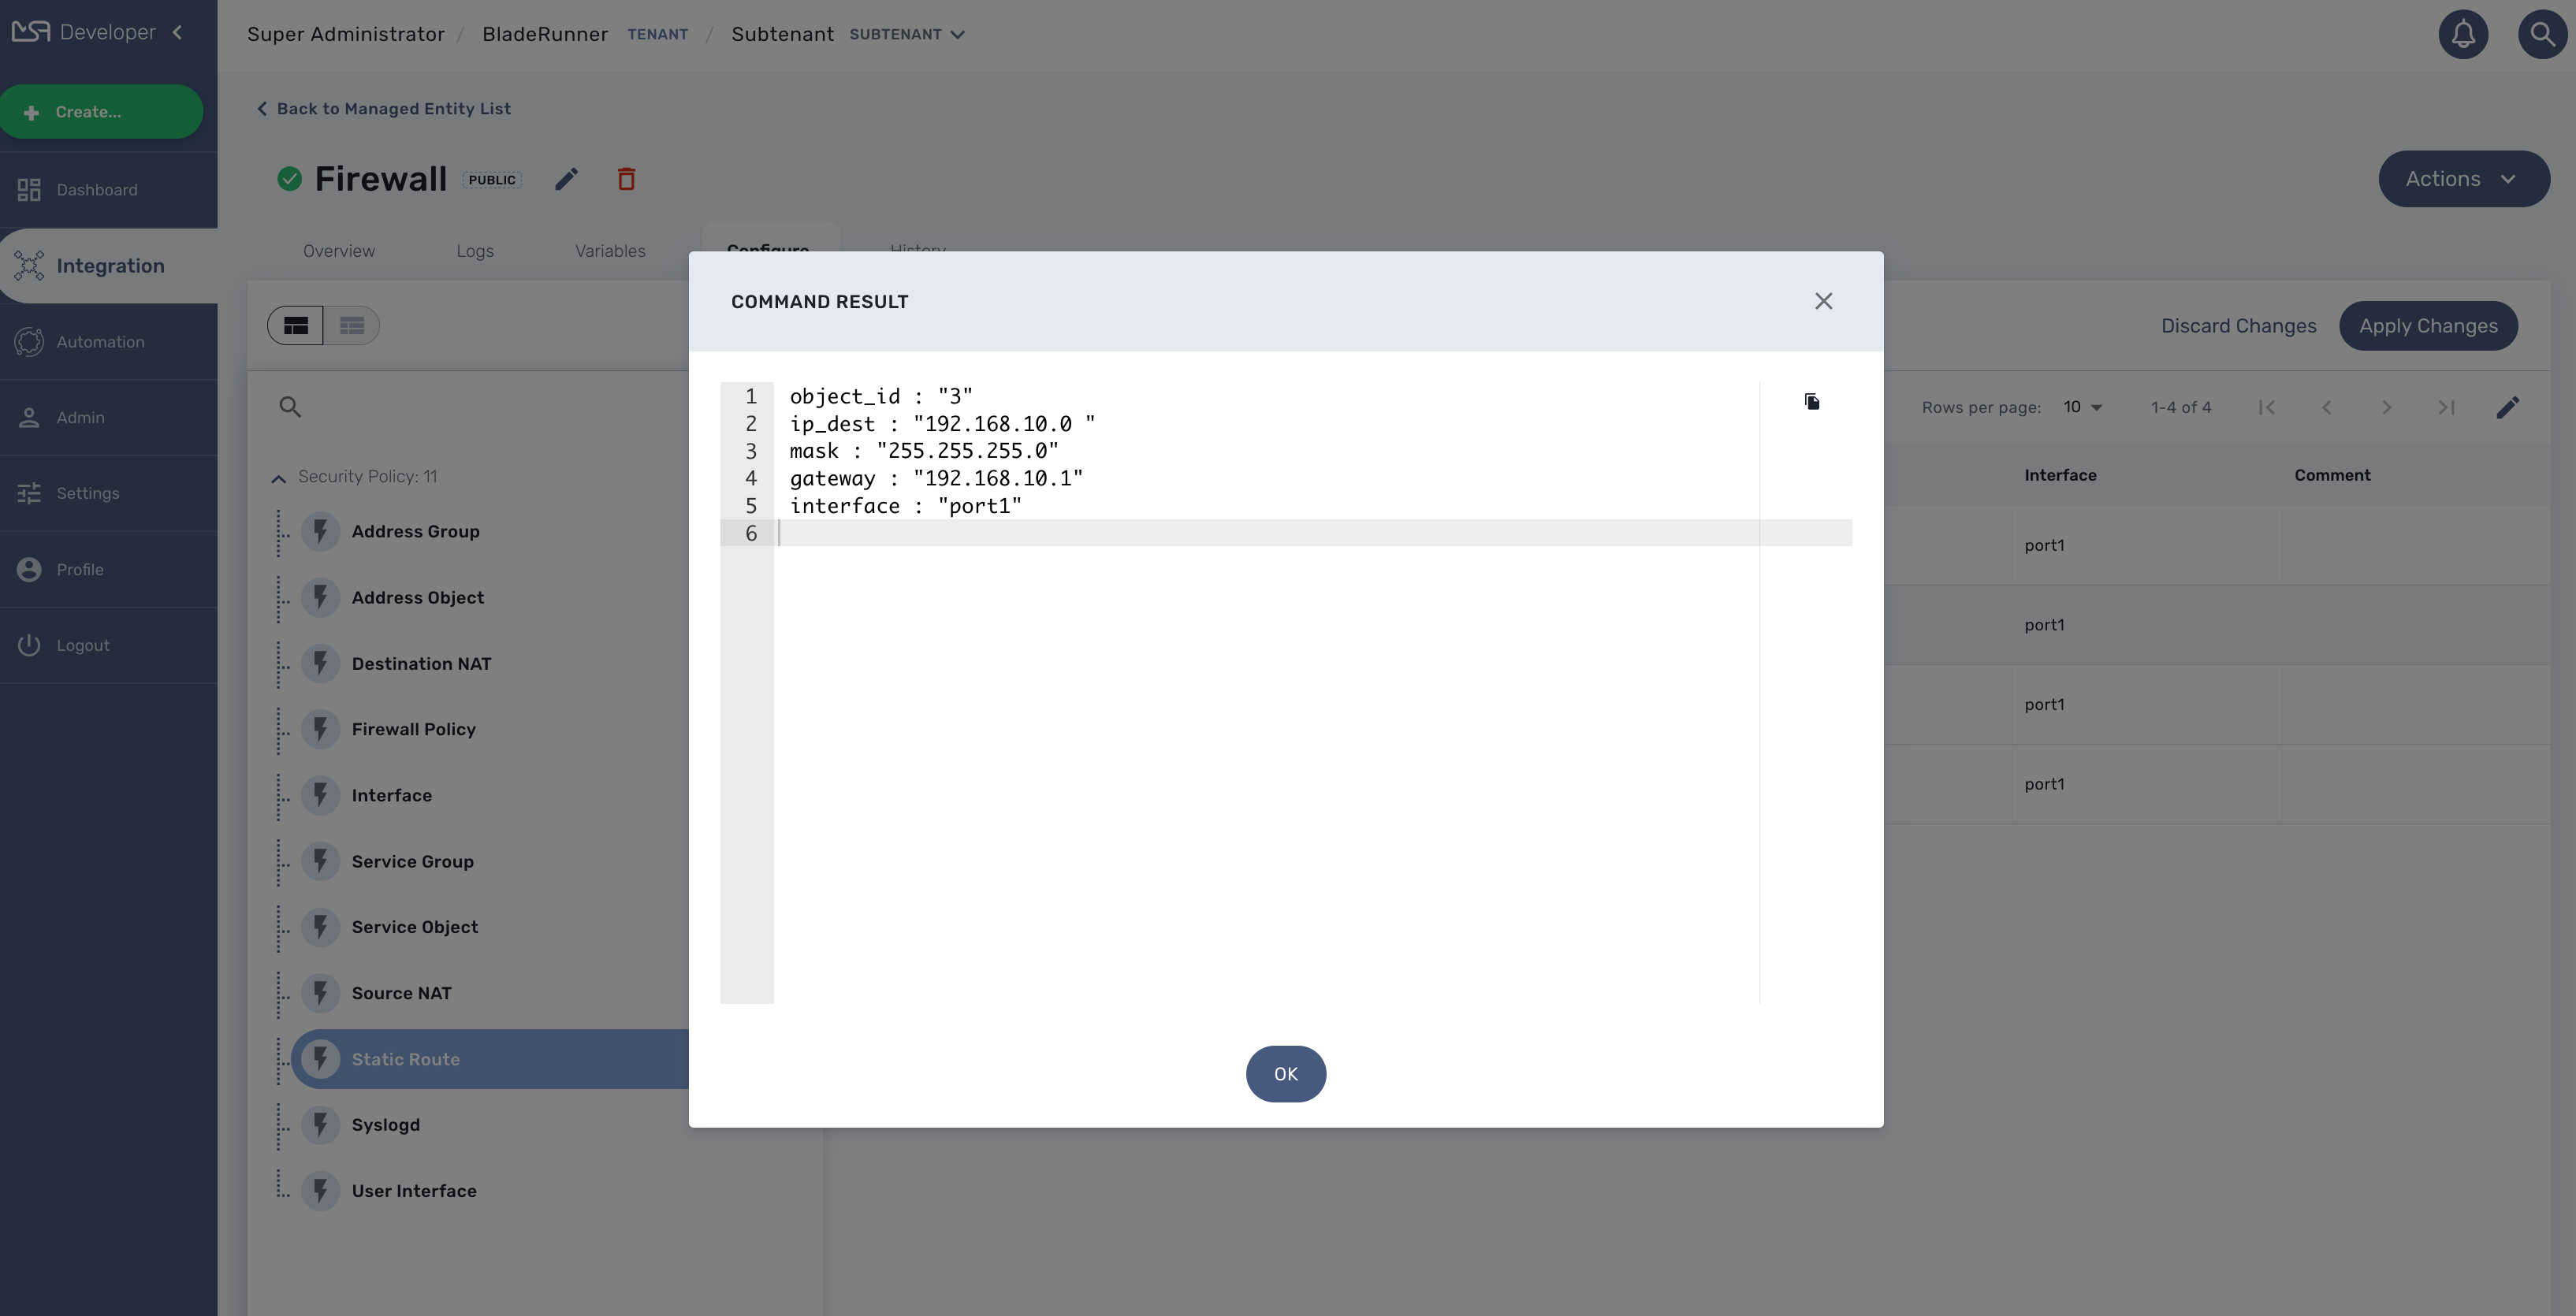 MSA Developer
Super Administrator / BladeRunner TENANT / Subtenant SUBTENANT
+ Create...
Dashboard
Integration
Automation
Admin
Settings
Profile
Logout
Back to Managed Entity List
Firewall PUBLIC
Actions
Overview Logs Variables Configure History
Discard Changes Apply Changes
Rows per page: 10 1-4 of 4
Security Policy: 11
Address Group
Address Object
Destination NAT
Firewall Policy
Interface
Service Group
Service Object
Source NAT
Static Route
Syslogd
User Interface
COMMAND RESULT
1 object_id : "3"
2 ip_dest : "192.168.10.0 "
3 mask : "255.255.255.0"
4 gateway : "192.168.10.1"
5 interface : "port1"
6
OK
Interface Comment
port1
port1
port1
port1